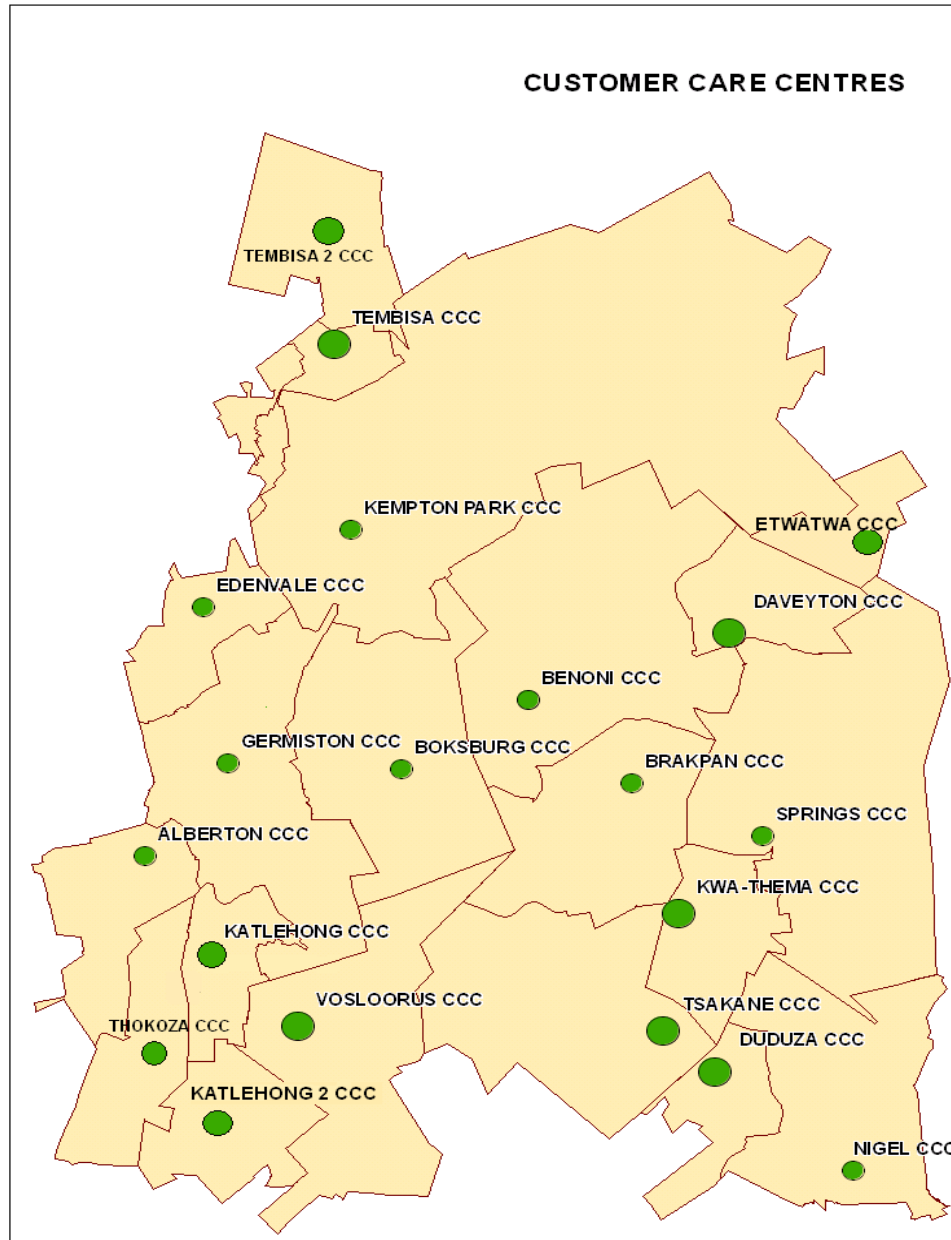 CUSTOMER CARE CENTRES
TEMBISA 2 CCC
TEMBISA CCC
KEMPTON PARK CCC
ETWATWA CCC
EDENVALE CCC
DAVEYTON CCC
BENONI CCC
GERMISTON CCC
BOKSBURG CCC
BRAKPAN CCC
SPRINGS CCC
ALBERTON CCC
KWA-THEMA CCC
KATLEHONG CCC
VOSLOORUS CCC
TSAKANE CCC
THOKOZA CCC
DUDUZA CCC
KATLEHONG 2 CCC
NIGEL CCC